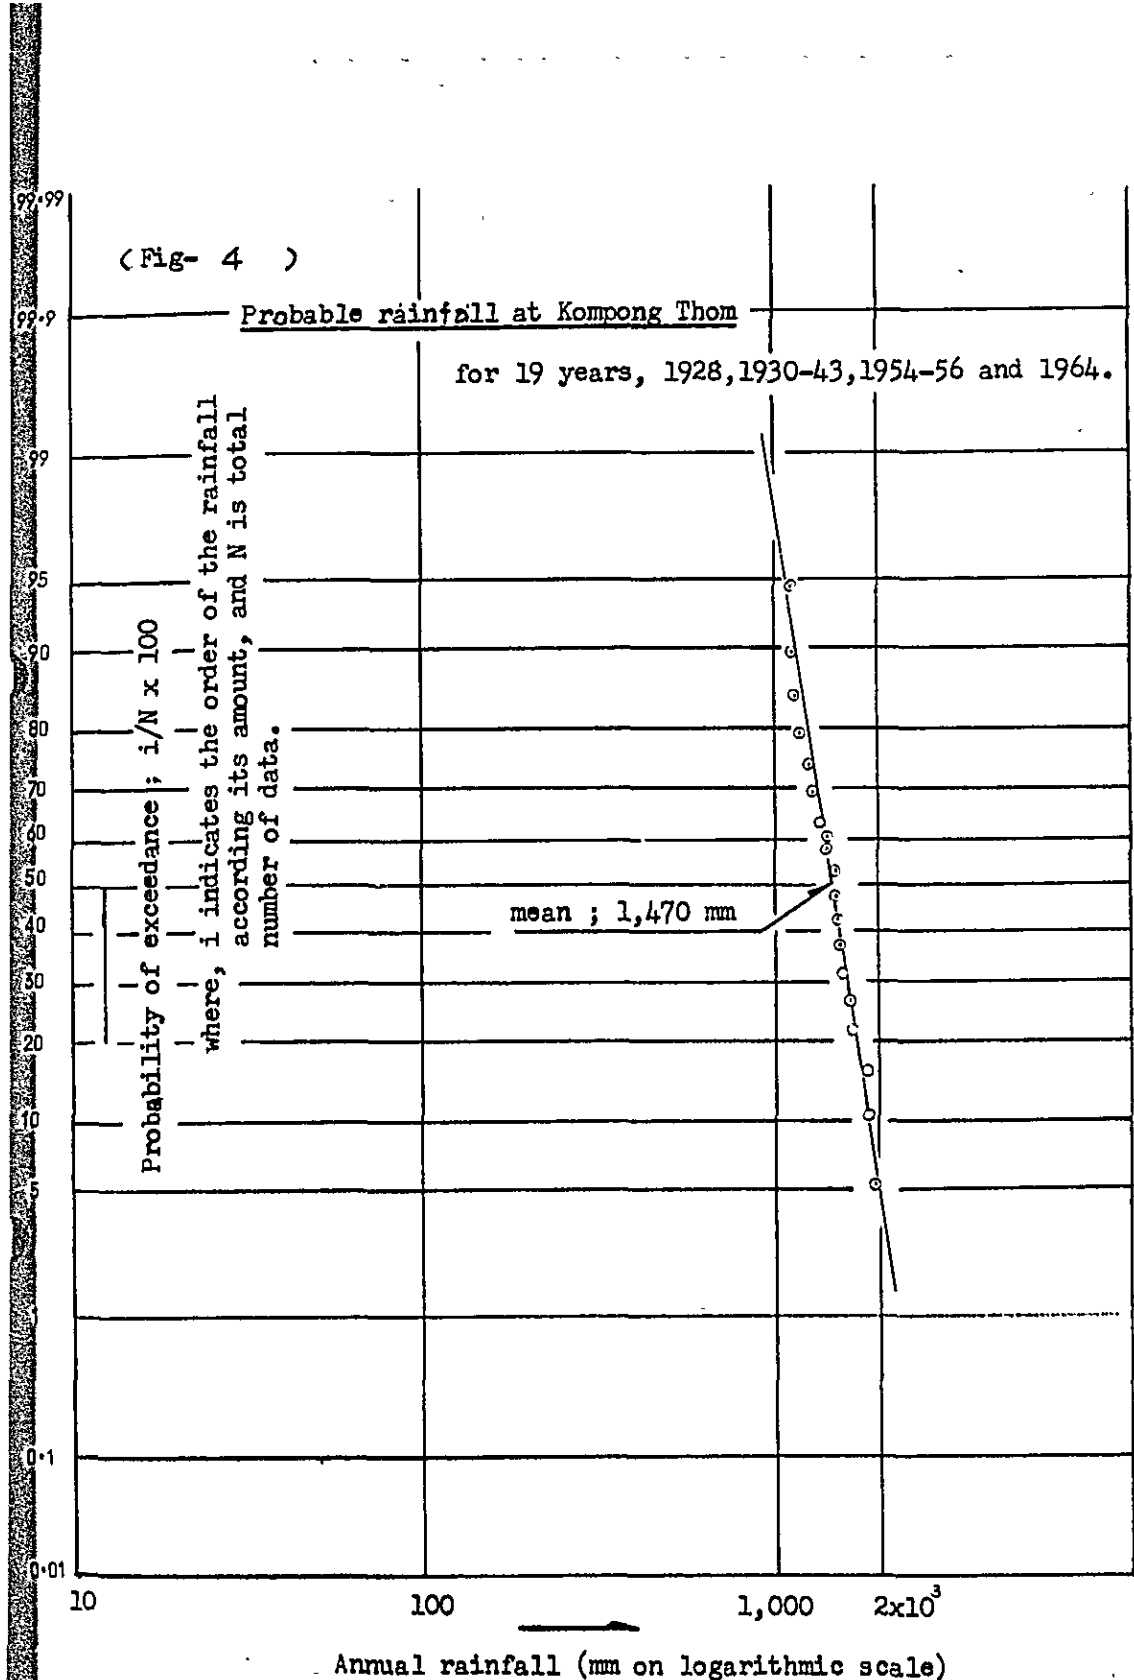 (Fig- 4 )
Probable rainfall at Kompong Thom
for 19 years, 1928,1930-43,1954-56 and 1964.
Probability of exceedance; i/N x 100
where, i indicates the order of the rainfall
according its amount, and N is total
number of data.
99.99
99.9
99
95
90
80
70
60
50
40
30
20
10
5
0.1
0.01
mean ; 1,470 mm
10
100
1,000
2x10³
Annual rainfall (mm on logarithmic scale)